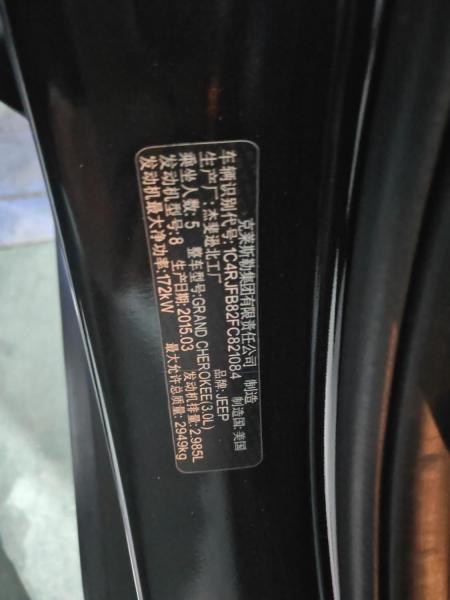 克莱斯勒集团有限责任公司 制造
车辆识别代号: 1C4RJFB82FC821084 制造国:美国
生产厂: 杰斐逊北工厂 品牌:JEEP
乘坐人数: 5 整车型号:GRAND CHEROKEE(3.0L)
发动机型号: 8 生产日期: 2015.03 发动机排量: 2.985L
发动机最大净功率:172kW 最大允许总质量: 2949kg